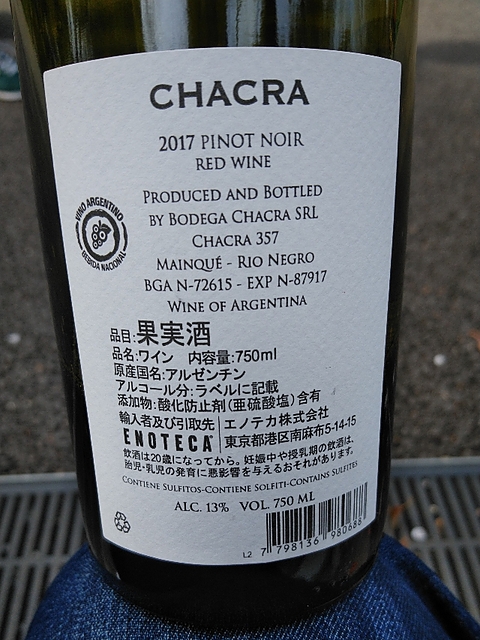 CHACRA
2017 PINOT NOIR
RED WINE
PRODUCED AND BOTTLED
BY BODEGA CHACRA SRL
CHACRA 357
MAINQUÉ - RIO NEGRO
BGA N-72615 - EXP N-87917
WINE OF ARGENTINA
VINO ARGENTINO
BEBIDA NACIONAL
品目:果実酒
品名:ワイン 内容量:750ml
原産国名:アルゼンチン
アルコール分:ラベルに記載
添加物:酸化防止剤(亜硫酸塩)含有
輸入者及び引取先 エノテカ株式会社
ENOTECA 東京都港区南麻布5-14-15
飲酒は20歳になってから。妊娠中や授乳期の飲酒は、
胎児・乳児の発育に悪影響を与えるおそれがあります。
CONTIENE SULFITOS-CONTIENE SOLFITI-CONTAINS SULFITES
ALC. 13% VOL. 750 ML
L2 7 798136 980688